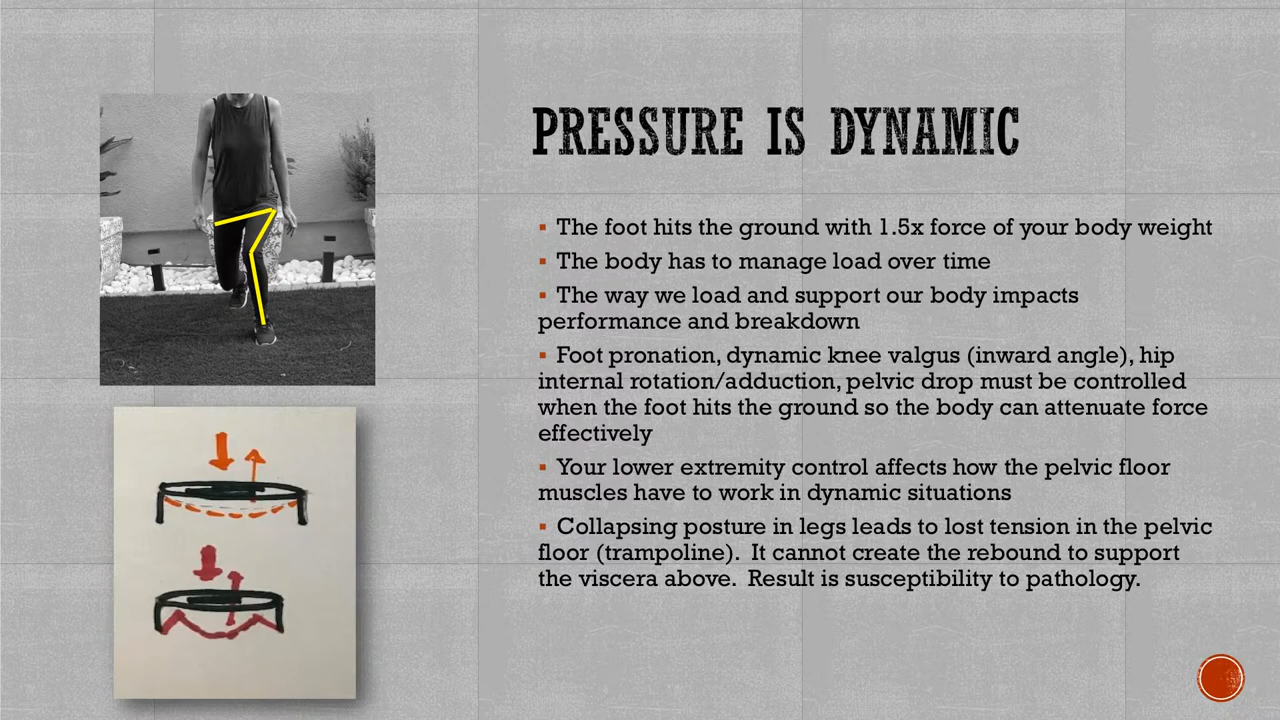 PRESSURE IS DYNAMIC
▪ The foot hits the ground with 1.5x force of your body weight
▪ The body has to manage load over time
▪ The way we load and support our body impacts
performance and breakdown
▪ Foot pronation, dynamic knee valgus (inward angle), hip
internal rotation/adduction, pelvic drop must be controlled
when the foot hits the ground so the body can attenuate force
effectively
▪ Your lower extremity control affects how the pelvic floor
muscles have to work in dynamic situations
▪ Collapsing posture in legs leads to lost tension in the pelvic
floor (trampoline).  It cannot create the rebound to support
the viscera above.  Result is susceptibility to pathology.